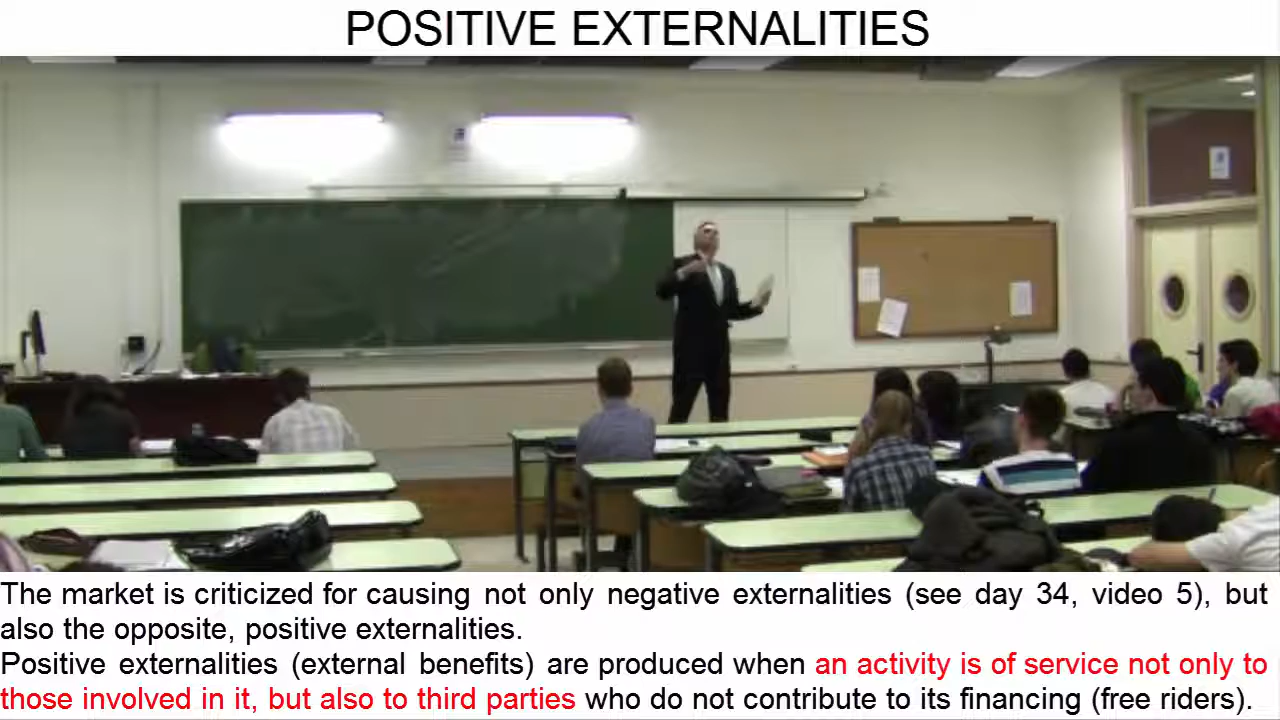 POSITIVE EXTERNALITIES
The market is criticized for causing not only negative externalities (see day 34, video 5), but
also the opposite, positive externalities.
Positive externalities (external benefits) are produced when an activity is of service not only to
those involved in it, but also to third parties who do not contribute to its financing (free riders).